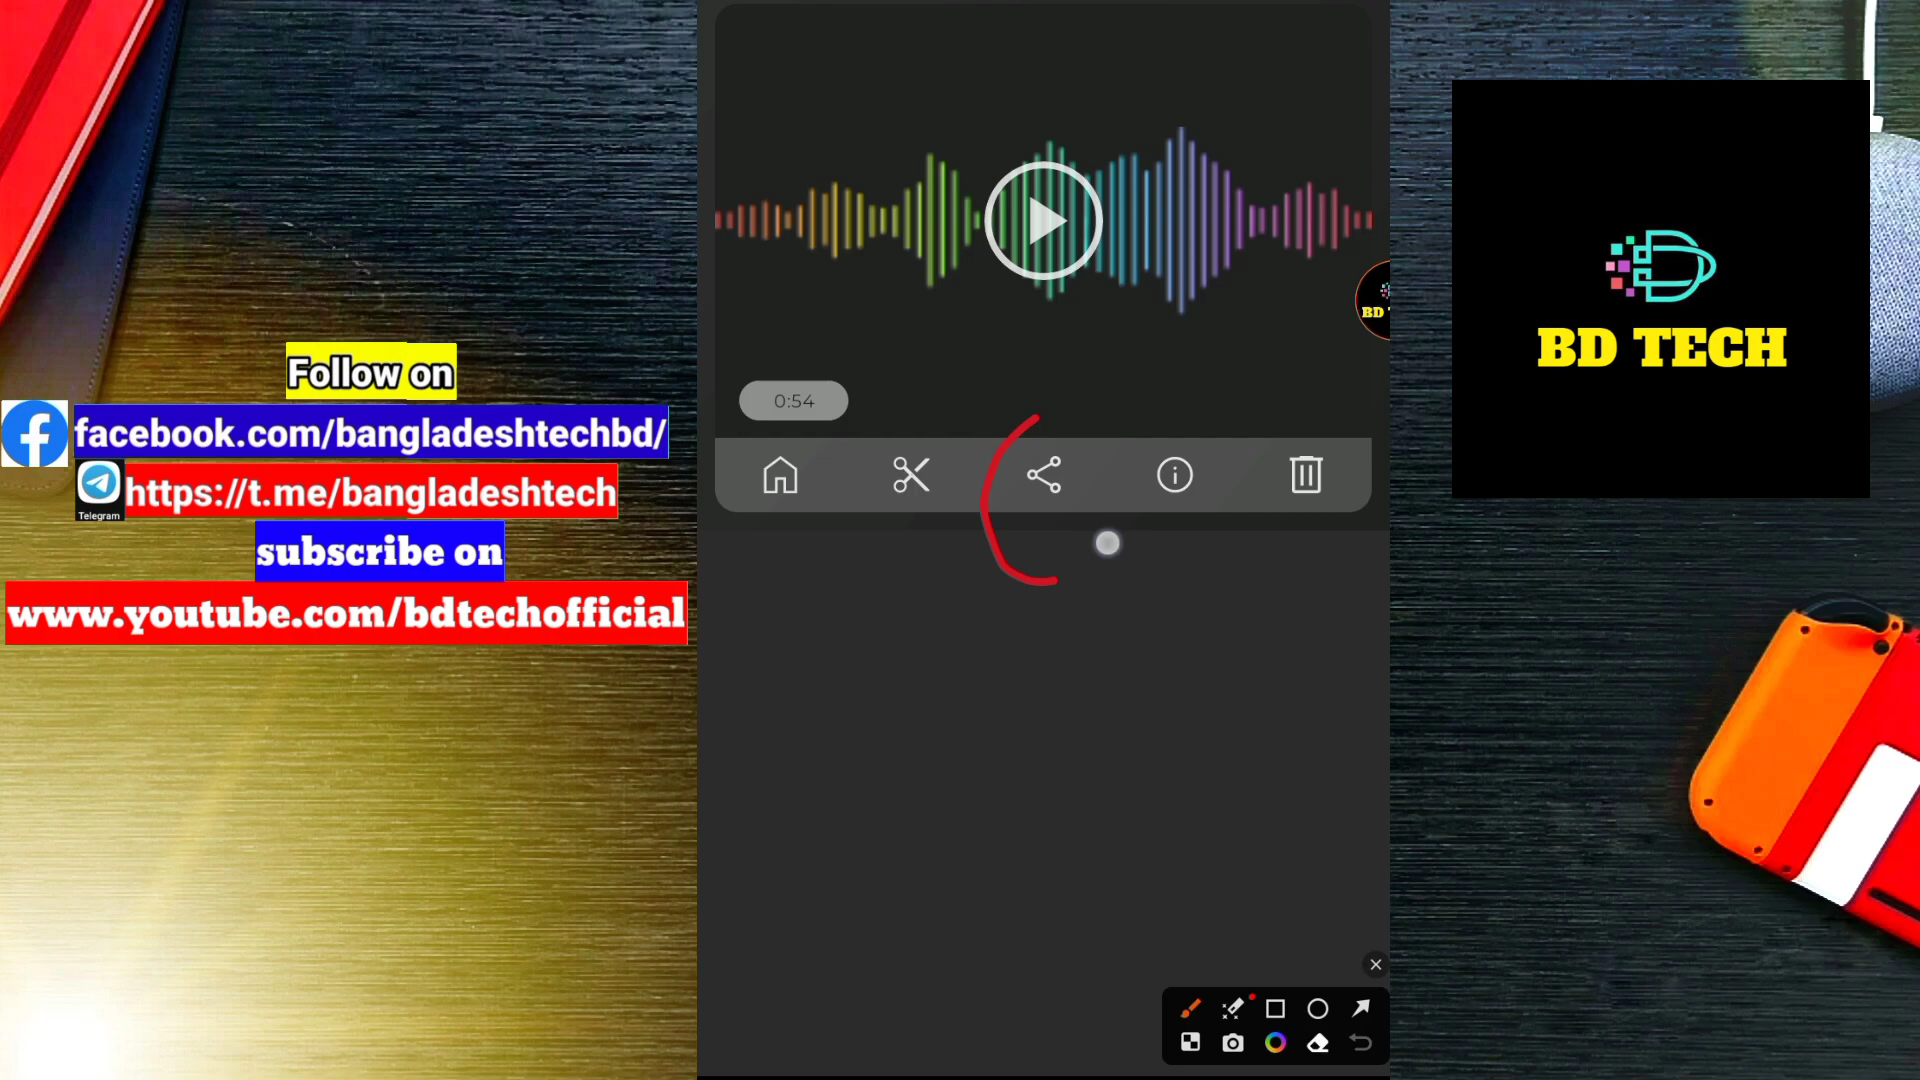 Follow on
facebook.com/bangladeshtechbd/
Telegram
https://t.me/bangladeshtech
subscribe on
www.youtube.com/bdtechofficial
0:54
BD
BD TECH